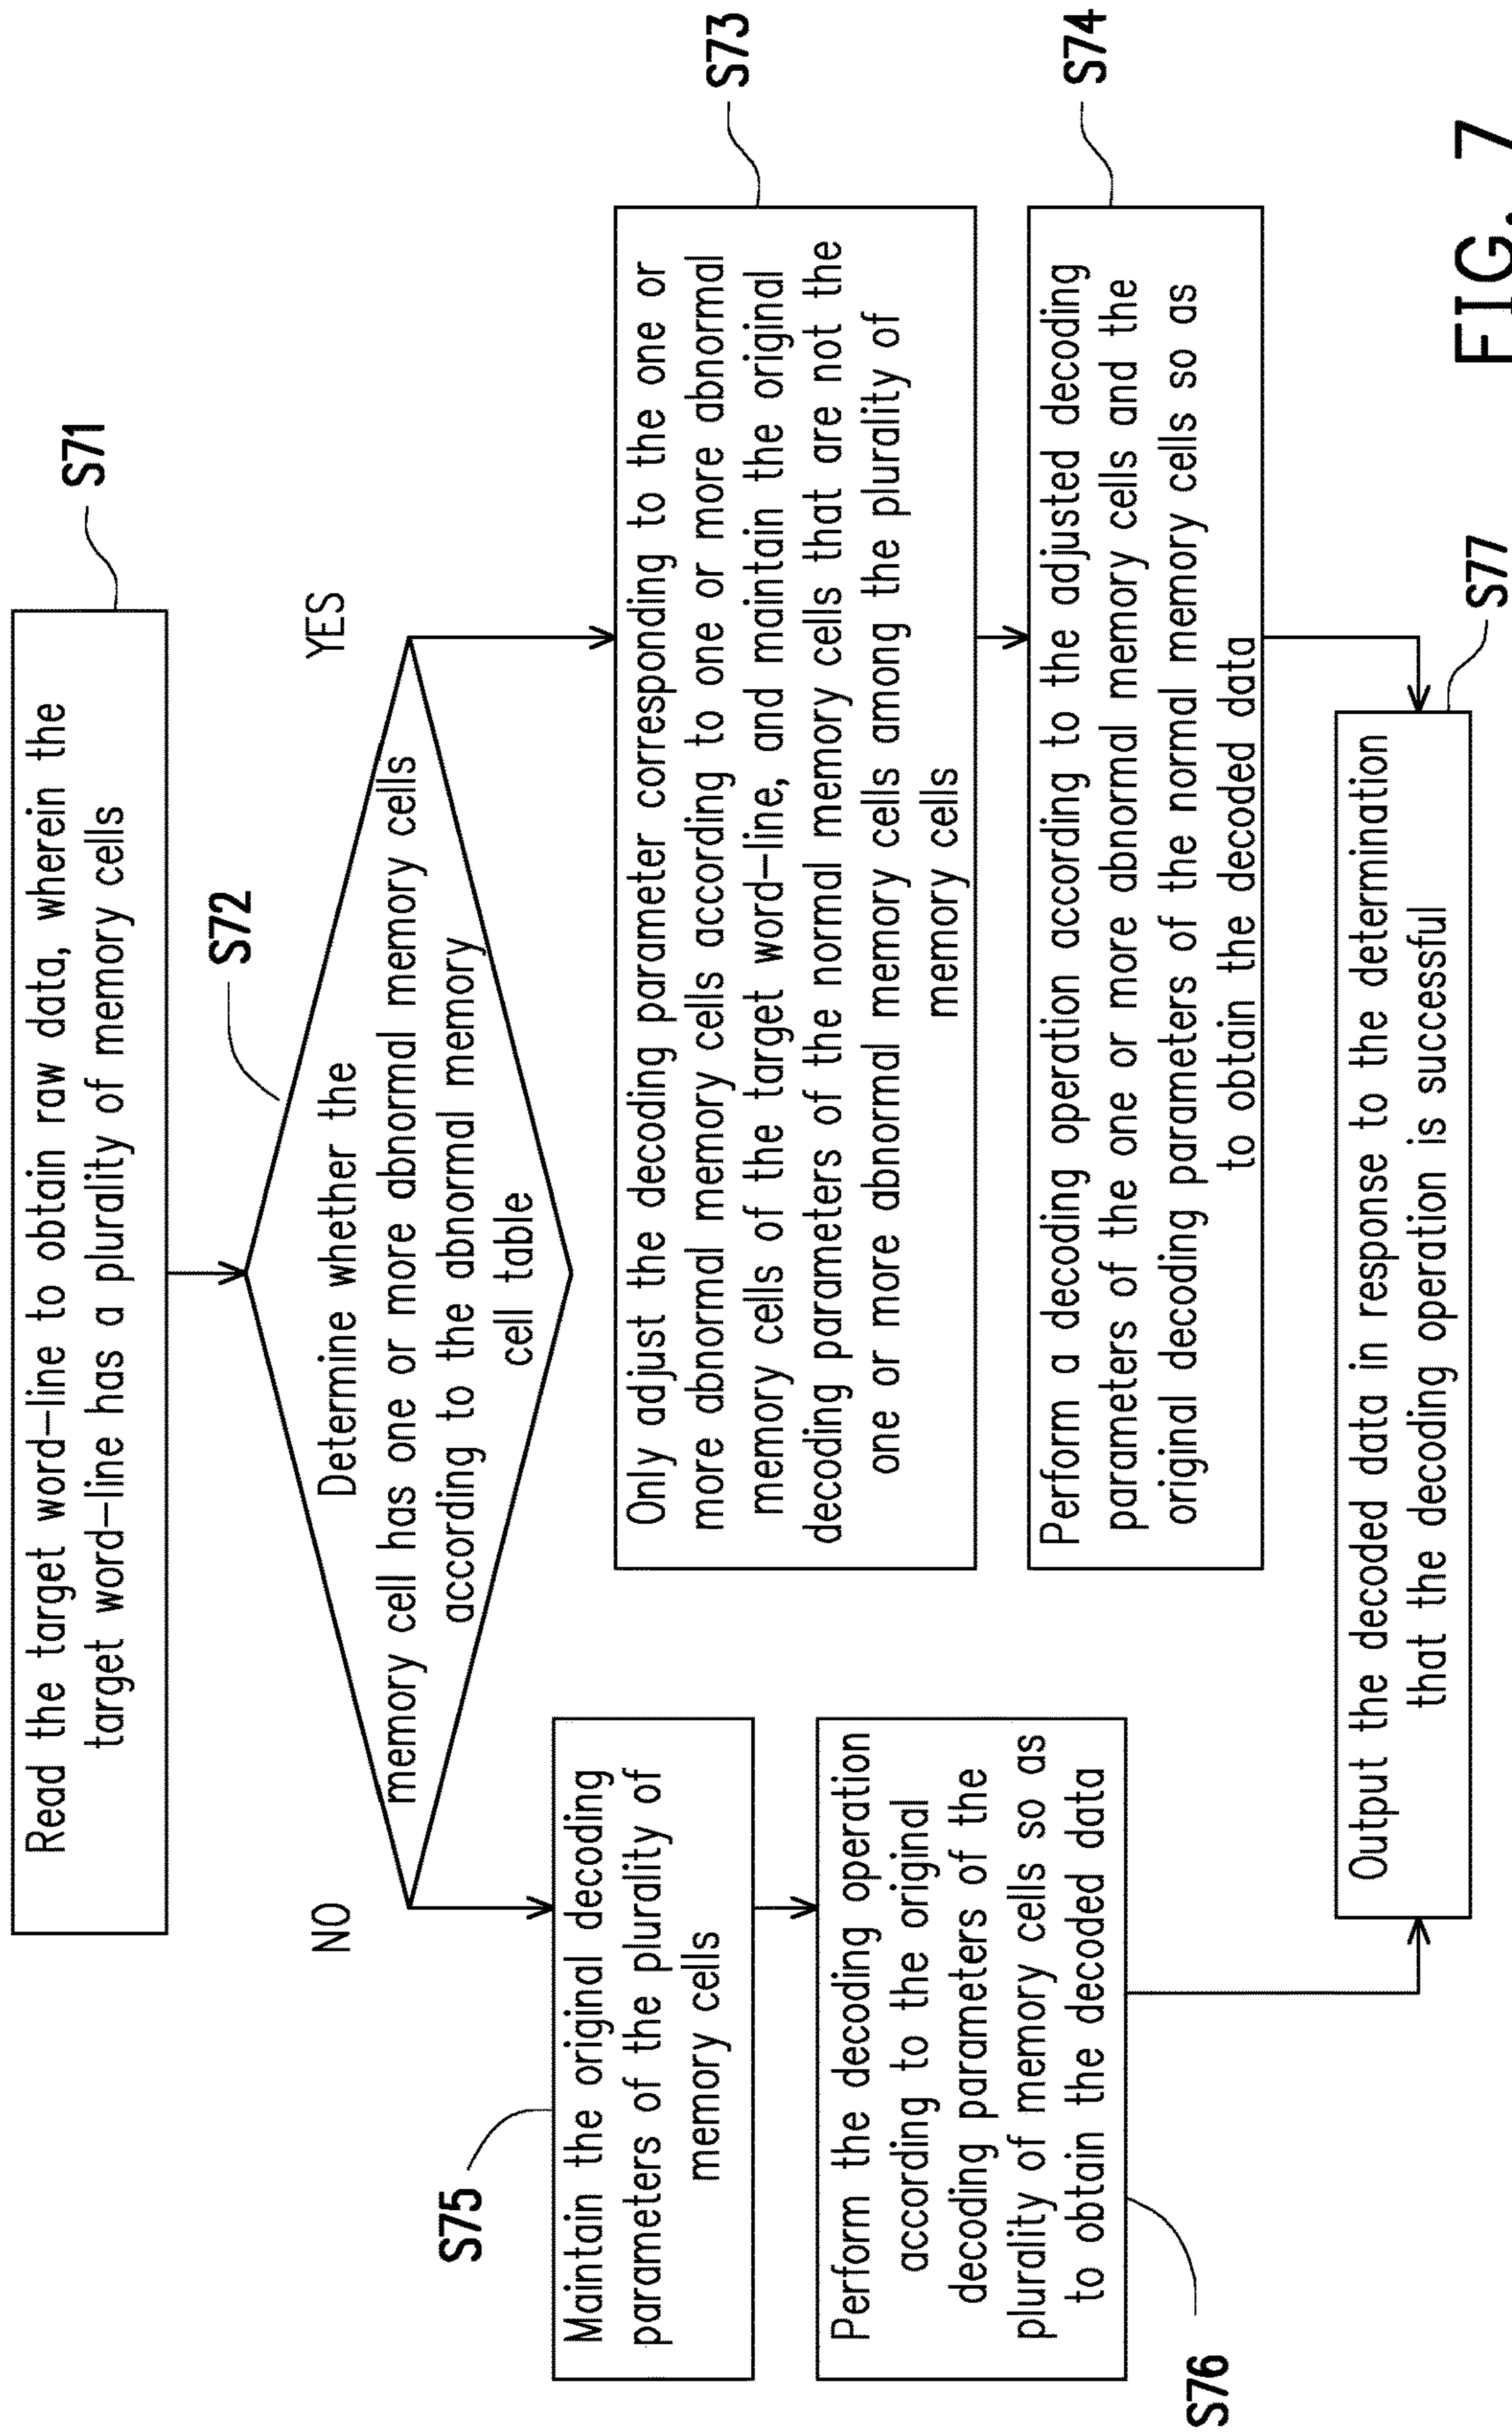 Read the target word-line to obtain raw data, wherein the
target word-line has a plurality of memory cells
S71
S72
Determine whether the
memory cell has one or more abnormal memory cells
according to the abnormal memory
cell table
NO
YES
S75
Maintain the original decoding
parameters of the plurality of
memory cells
Perform the decoding operation
according to the original
decoding parameters of the
plurality of memory cells so as
to obtain the decoded data
S76
Only adjust the decoding parameter corresponding to the one or
more abnormal memory cells according to one or more abnormal
memory cells of the target word-line, and maintain the original
decoding parameters of the normal memory cells that are not the
one or more abnormal memory cells among the plurality of
memory cells
S73
Perform a decoding operation according to the adjusted decoding
parameters of the one or more abnormal memory cells and the
original decoding parameters of the normal memory cells so as
to obtain the decoded data
S74
Output the decoded data in response to the determination
that the decoding operation is successful
S77
FIG. 7